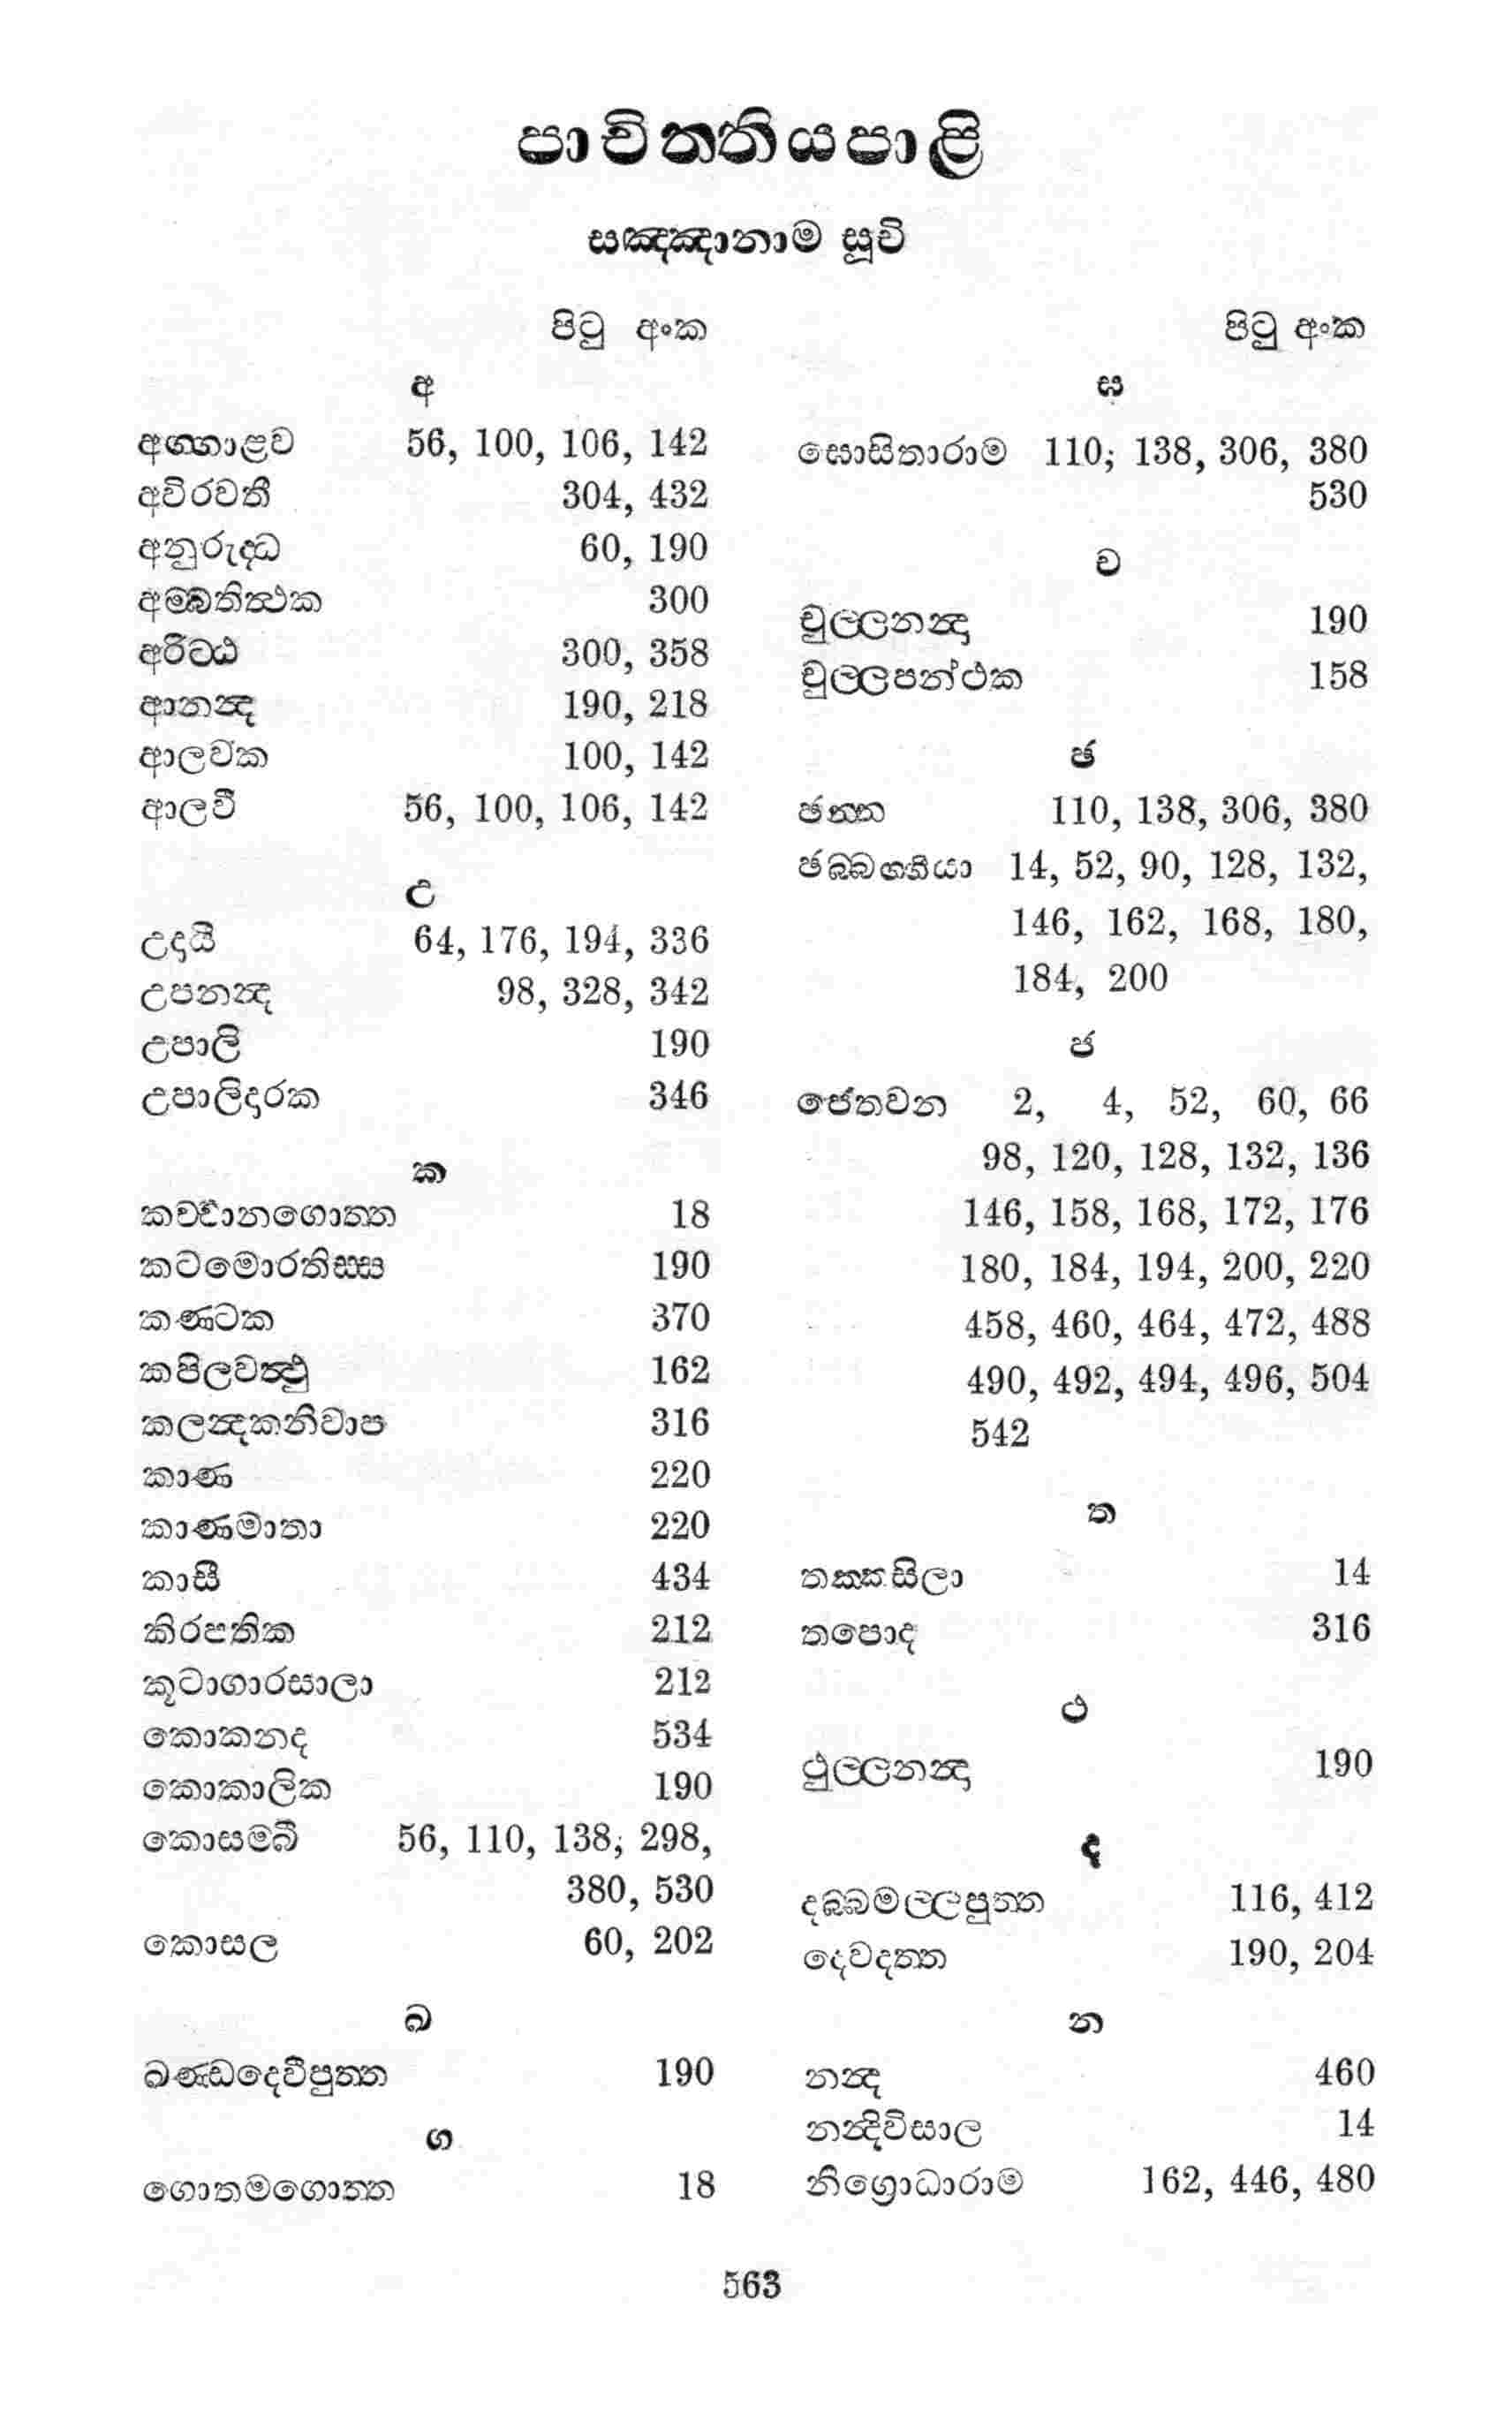 පාචිත්තියපාළි
සඤ්ඤානාම සූචි
පිටු අංක
අ
අග්ගාළව 56, 100, 106, 142
අචිරවතී 304, 432
අනුරුද්ධ 60, 190
අම්බතිත්ථක 300
අරිට්ඨ 300, 358
ආනන්‍ද 190, 218
ආලවක 100, 142
ආලවී 56, 100, 106, 142
උ
උදායී 64, 176, 194, 336
උපනන්‍ද 98, 328, 342
උපාලි 190
උපාලිදාරක 346
ක
කච්චානගොත්ත 18
කටමොරතිස්ස 190
කණටක 370
කපිලවත්‍ථු 162
කලන්‍දකනිවාප 316
කාණ 220
කාණමාතා 220
කාසී 434
කිරපතික 212
කූටාගාරසාලා 212
කොකනද 534
කොකාලික 190
කොසම්බී 56, 110, 138, 298,
380, 530
කොසල 60, 202
ඛ
ඛණ්ඩදෙවීපුත්ත 190
ග
ගොතමගොත්ත 18
පිටු අංක
ඝ
ඝොසිතාරාම 110, 138, 306, 380
530
ච
චුල්ලනන්‍දා 190
චුල්ලපන්ථක 158
ඡ
ඡන්න 110, 138, 306, 380
ඡබ්බග්ගියා 14, 52, 90, 128, 132,
146, 162, 168, 180,
184, 200
ජ
ජේතවන 2, 4, 52, 60, 66
98, 120, 128, 132, 136
146, 158, 168, 172, 176
180, 184, 194, 200, 220
458, 460, 464, 472, 488
490, 492, 494, 496, 504
542
ත
තක්කසිලා 14
තපොද 316
ථ
ථුල්ලනන්‍දා 190
ද
දබ්බමල්ලපුත්ත 116, 412
දෙවදත්ත 190, 204
න
නන්‍ද 460
නන්‍දිවිසාල 14
නිග්‍රොධාරාම 162, 446, 480
563